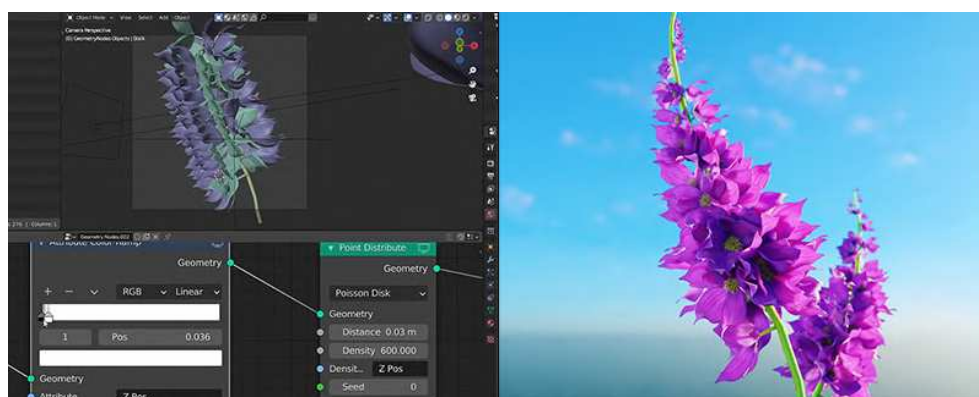 Object Mode View Select Add Object
Camera Perspective
(0) GeometryNodes Objects | Stalk
Geometry Nodes.002
Attribute Color Ramp
Geometry
RGB Linear
1 Pos 0.036
Geometry
Attribute Z Pos
Point Distribute
Geometry
Poisson Disk
Geometry
Distance 0.03 m
Density 600.000
Densit... Z Pos
Seed 0